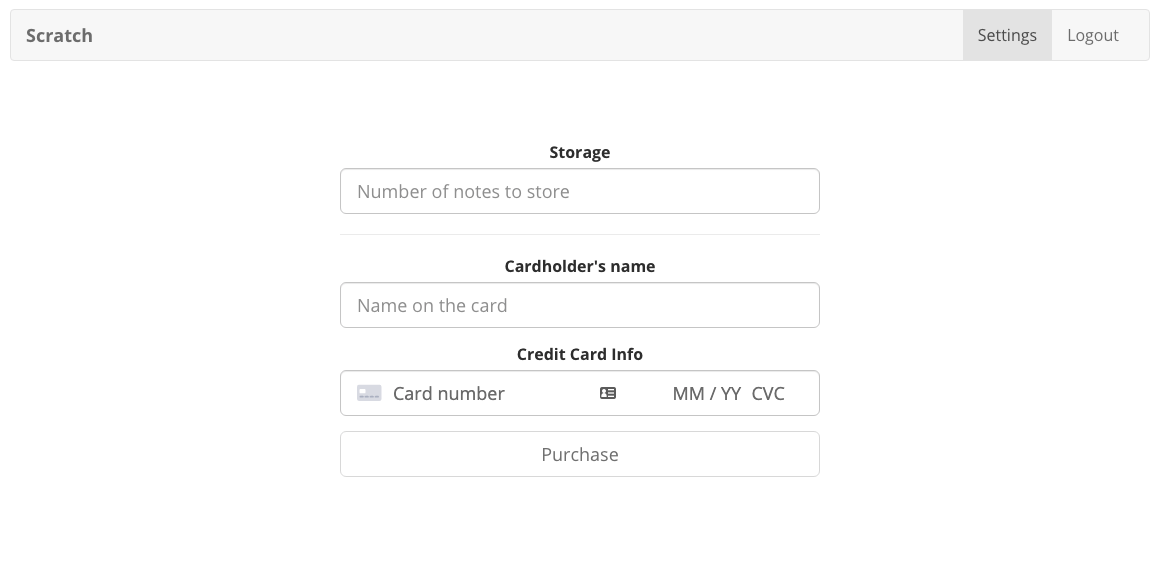 Scratch Settings Logout
Storage
Number of notes to store
Cardholder's name
Name on the card
Credit Card Info
Card number MM / YY CVC
Purchase